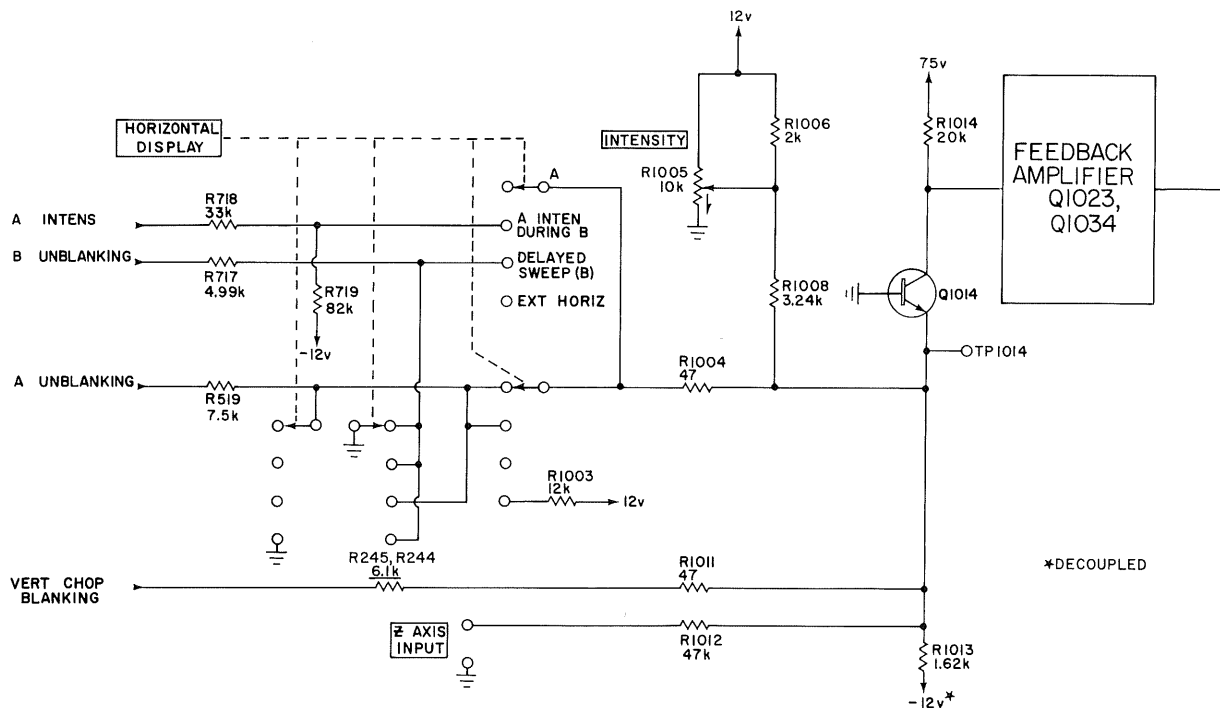 12v
75v
HORIZONTAL
DISPLAY
INTENSITY
R1006
2k
R1014
20k
FEEDBACK
AMPLIFIER
Q1023,
Q1034
R1005
10k
A
R718
33k
A INTENS
A INTEN
DURING B
B UNBLANKING
R717
4.99k
DELAYED
SWEEP (B)
R719
82k
EXT HORIZ
R1008
3.24k
Q1014
-12v
TP1014
A UNBLANKING
R519
7.5k
R1004
47
R1003
12k
12v
R245, R244
6.1k
VERT CHOP
BLANKING
R1011
47
*DECOUPLED
Z AXIS
INPUT
R1012
47k
R1013
1.62k
-12v*